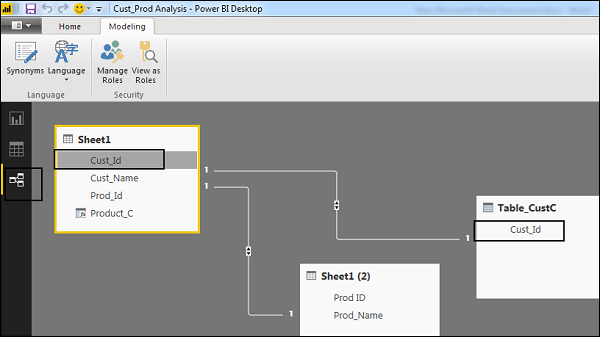 Cust_Prod Analysis - Power BI Desktop
Home Modeling
Synonyms Language Manage Roles View as Roles
Language Security
Sheet1
Cust_Id
Cust_Name
Prod_Id
Product_C
1
1
Table_CustC
Cust_Id
1
Sheet1 (2)
Prod ID
Prod_Name
1